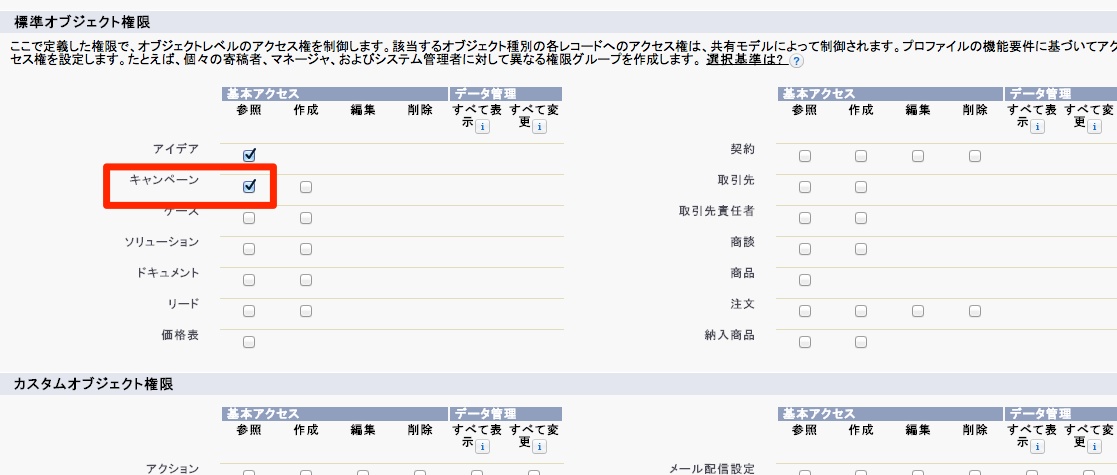 標準オブジェクト権限
ここで定義した権限で、オブジェクトレベルのアクセス権を制御します。該当するオブジェクト種別の各レコードへのアクセス権は、共有モデルによって制御されます。プロファイルの機能要件に基づいてアク
セス権を設定します。たとえば、個々の寄稿者、マネージャ、およびシステム管理者に対して異なる権限グループを作成します。 選択基準は? ?
基本アクセス データ管理 基本アクセス データ管理
参照 作成 編集 削除 すべて表示 i すべて変更 i 参照 作成 編集 削除 すべて表示 i すべて変更 i
アイデア 契約
キャンペーン 取引先
ケース 取引先責任者
ソリューション 商談
ドキュメント 商品
リード 注文
価格表 納入商品
カスタムオブジェクト権限
基本アクセス データ管理 基本アクセス データ管理
参照 作成 編集 削除 すべて表示 i すべて変更 i 参照 作成 編集 削除 すべて表示 i すべて変更 i
アクション メール配信設定